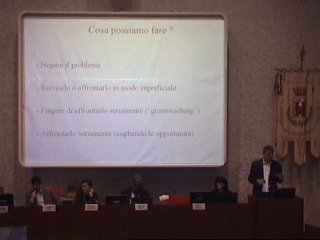 Cosa possiamo fare ?
- Negare il problema
- Rinviarlo o affrontarlo in modo superficiale
- Fingere di affrontarlo seriamente ("greenwashing")
- Affrontarlo seriamente (cogliendo le opportunità)